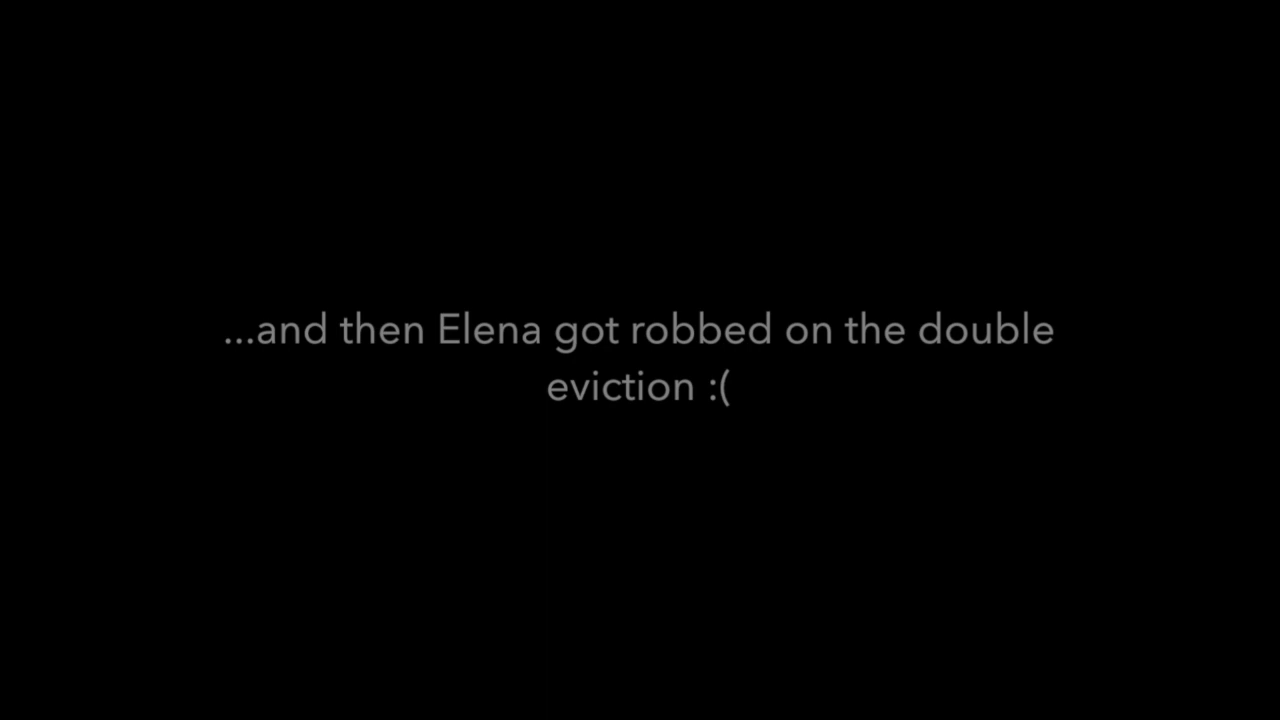 ...and then Elena got robbed on the double
eviction :(